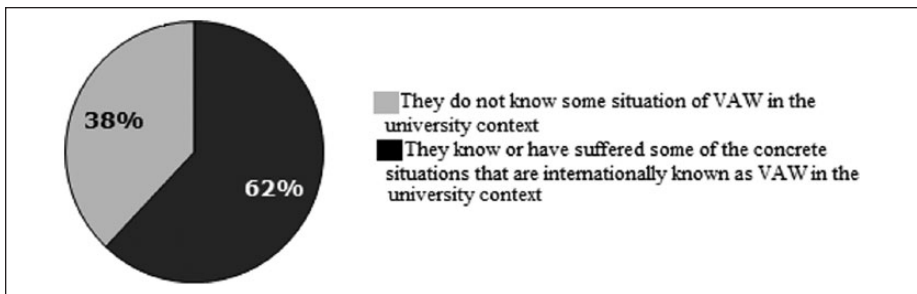 38%
62%
They do not know some situation of VAW in the
university context
They know or have suffered some of the concrete
situations that are internationally known as VAW in the
university context